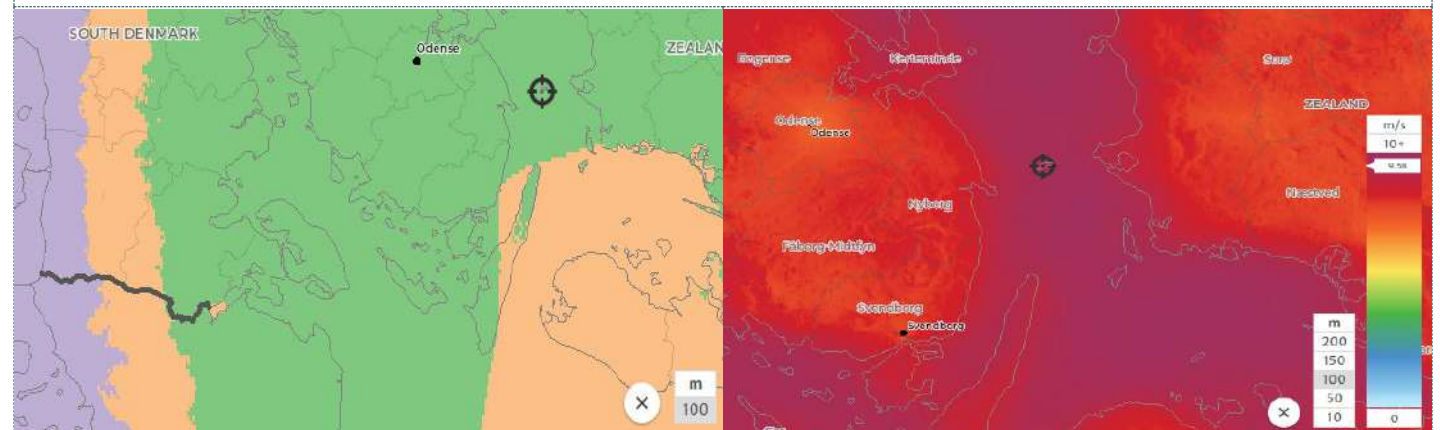 SOUTH DENMARK
Odense
ZEALAN
m
100
Bogense
Kerteminde
Sorø
ZEALAND
Odense
Odense
m/s
10+
9.58
Næstved
Nyborg
Fåborg-Midtfyn
Svendborg
Svendborg
m
200
150
100
50
10
0